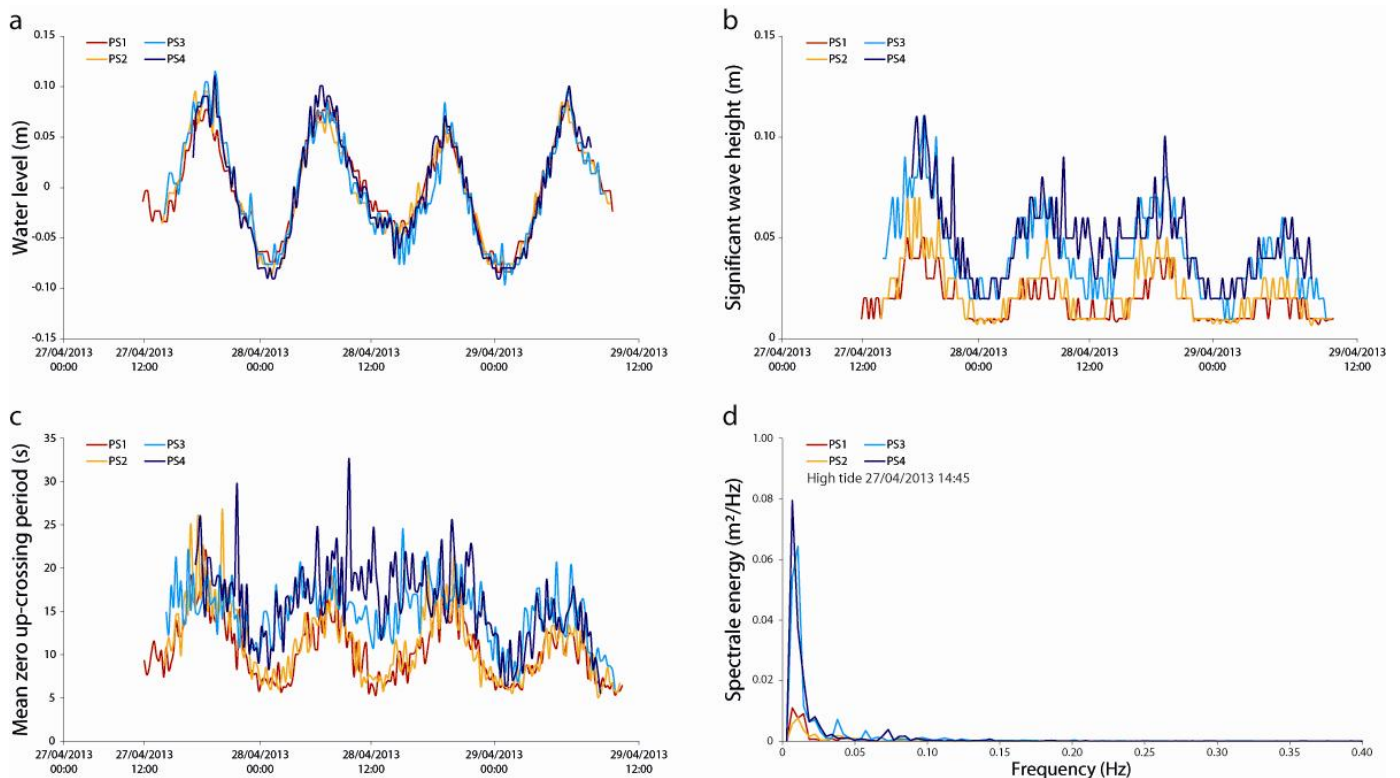 a
Water level (m)
PS1 PS3
PS2 PS4
0.15
0.10
0.05
0
-0.05
-0.10
-0.15
27/04/2013 27/04/2013 28/04/2013 28/04/2013 29/04/2013 29/04/2013
00:00 12:00 00:00 12:00 00:00 12:00
b
Significant wave height (m)
PS1 PS3
PS2 PS4
0.15
0.10
0.05
0
27/04/2013 27/04/2013 28/04/2013 28/04/2013 29/04/2013 29/04/2013
00:00 12:00 00:00 12:00 00:00 12:00
c
Mean zero up-crossing period (s)
PS1 PS3
PS2 PS4
35
30
25
20
15
10
5
0
27/04/2013 27/04/2013 28/04/2013 28/04/2013 29/04/2013 29/04/2013
00:00 12:00 00:00 12:00 00:00 12:00
d
Spectrale energy (m²/Hz)
PS1 PS3
PS2 PS4
High tide 27/04/2013 14:45
1.00
0.08
0.06
0.04
0.02
0
0 0.05 0.10 0.15 0.20 0.25 0.30 0.35 0.40
Frequency (Hz)